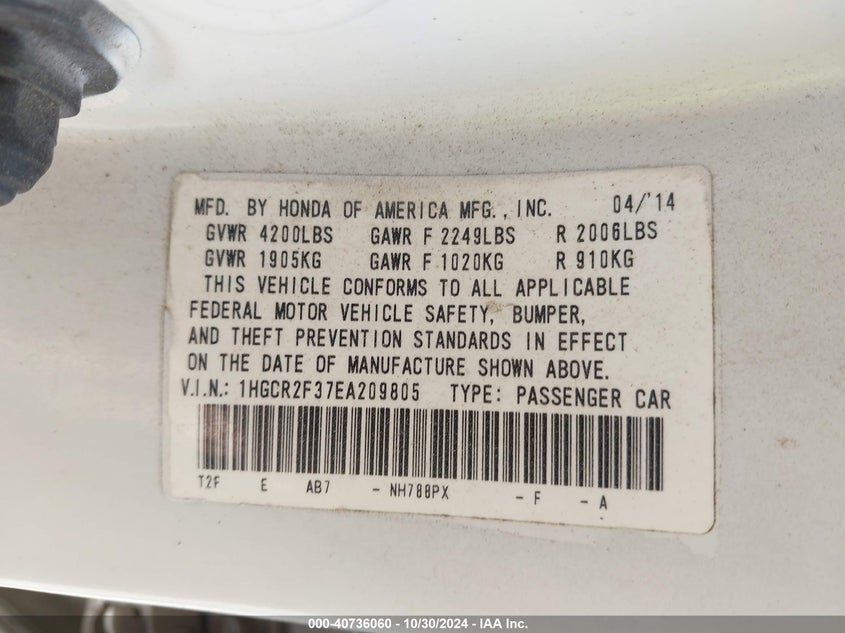 MFD. BY HONDA OF AMERICA MFG., INC. 04/'14
GVWR 4200LBS GAWR F 2249LBS R 2006LBS
GVWR 1905KG GAWR F 1020KG R 910KG
THIS VEHICLE CONFORMS TO ALL APPLICABLE
FEDERAL MOTOR VEHICLE SAFETY, BUMPER,
AND THEFT PREVENTION STANDARDS IN EFFECT
ON THE DATE OF MANUFACTURE SHOWN ABOVE.
V.I.N.: 1HGCR2F37EA209805 TYPE: PASSENGER CAR
T2F E AB7 - NH788PX - F - A
000-40736060 - 10/30/2024 - IAA Inc.